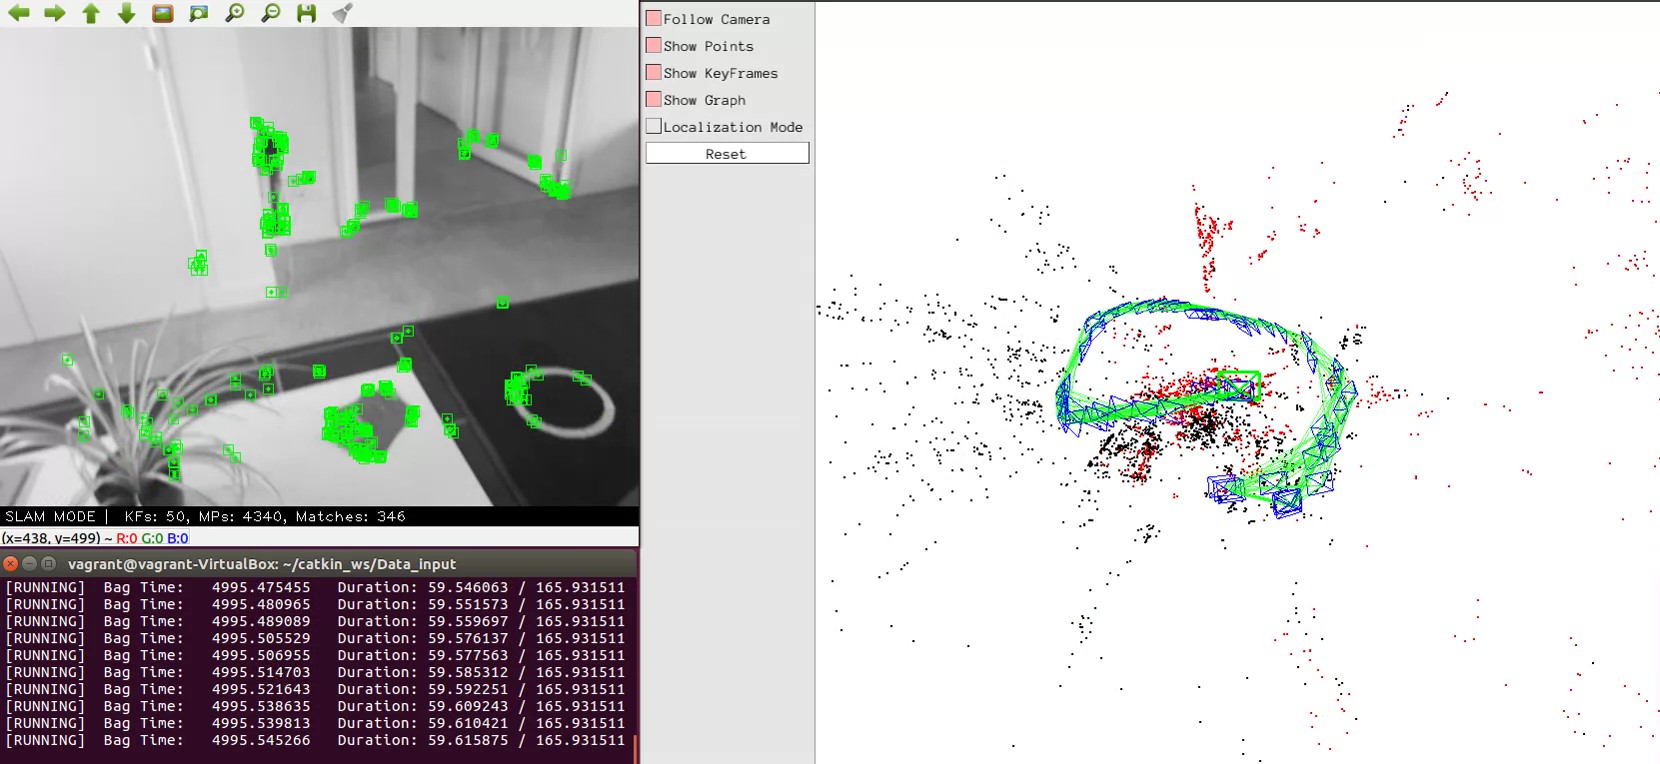 SLAM MODE | KFs: 50, MPs: 4340, Matches: 346
(x=438, y=499) ~ R:0 G:0 B:0
vagrant@vagrant-VirtualBox: ~/catkin_ws/Data_input
[RUNNING] Bag Time: 4995.475455 Duration: 59.546063 / 165.931511
[RUNNING] Bag Time: 4995.480965 Duration: 59.551573 / 165.931511
[RUNNING] Bag Time: 4995.489089 Duration: 59.559697 / 165.931511
[RUNNING] Bag Time: 4995.505529 Duration: 59.576137 / 165.931511
[RUNNING] Bag Time: 4995.506955 Duration: 59.577563 / 165.931511
[RUNNING] Bag Time: 4995.514703 Duration: 59.585312 / 165.931511
[RUNNING] Bag Time: 4995.521643 Duration: 59.592251 / 165.931511
[RUNNING] Bag Time: 4995.538635 Duration: 59.609243 / 165.931511
[RUNNING] Bag Time: 4995.539813 Duration: 59.610421 / 165.931511
[RUNNING] Bag Time: 4995.545266 Duration: 59.615875 / 165.931511
Follow Camera
Show Points
Show KeyFrames
Show Graph
Localization Mode
Reset